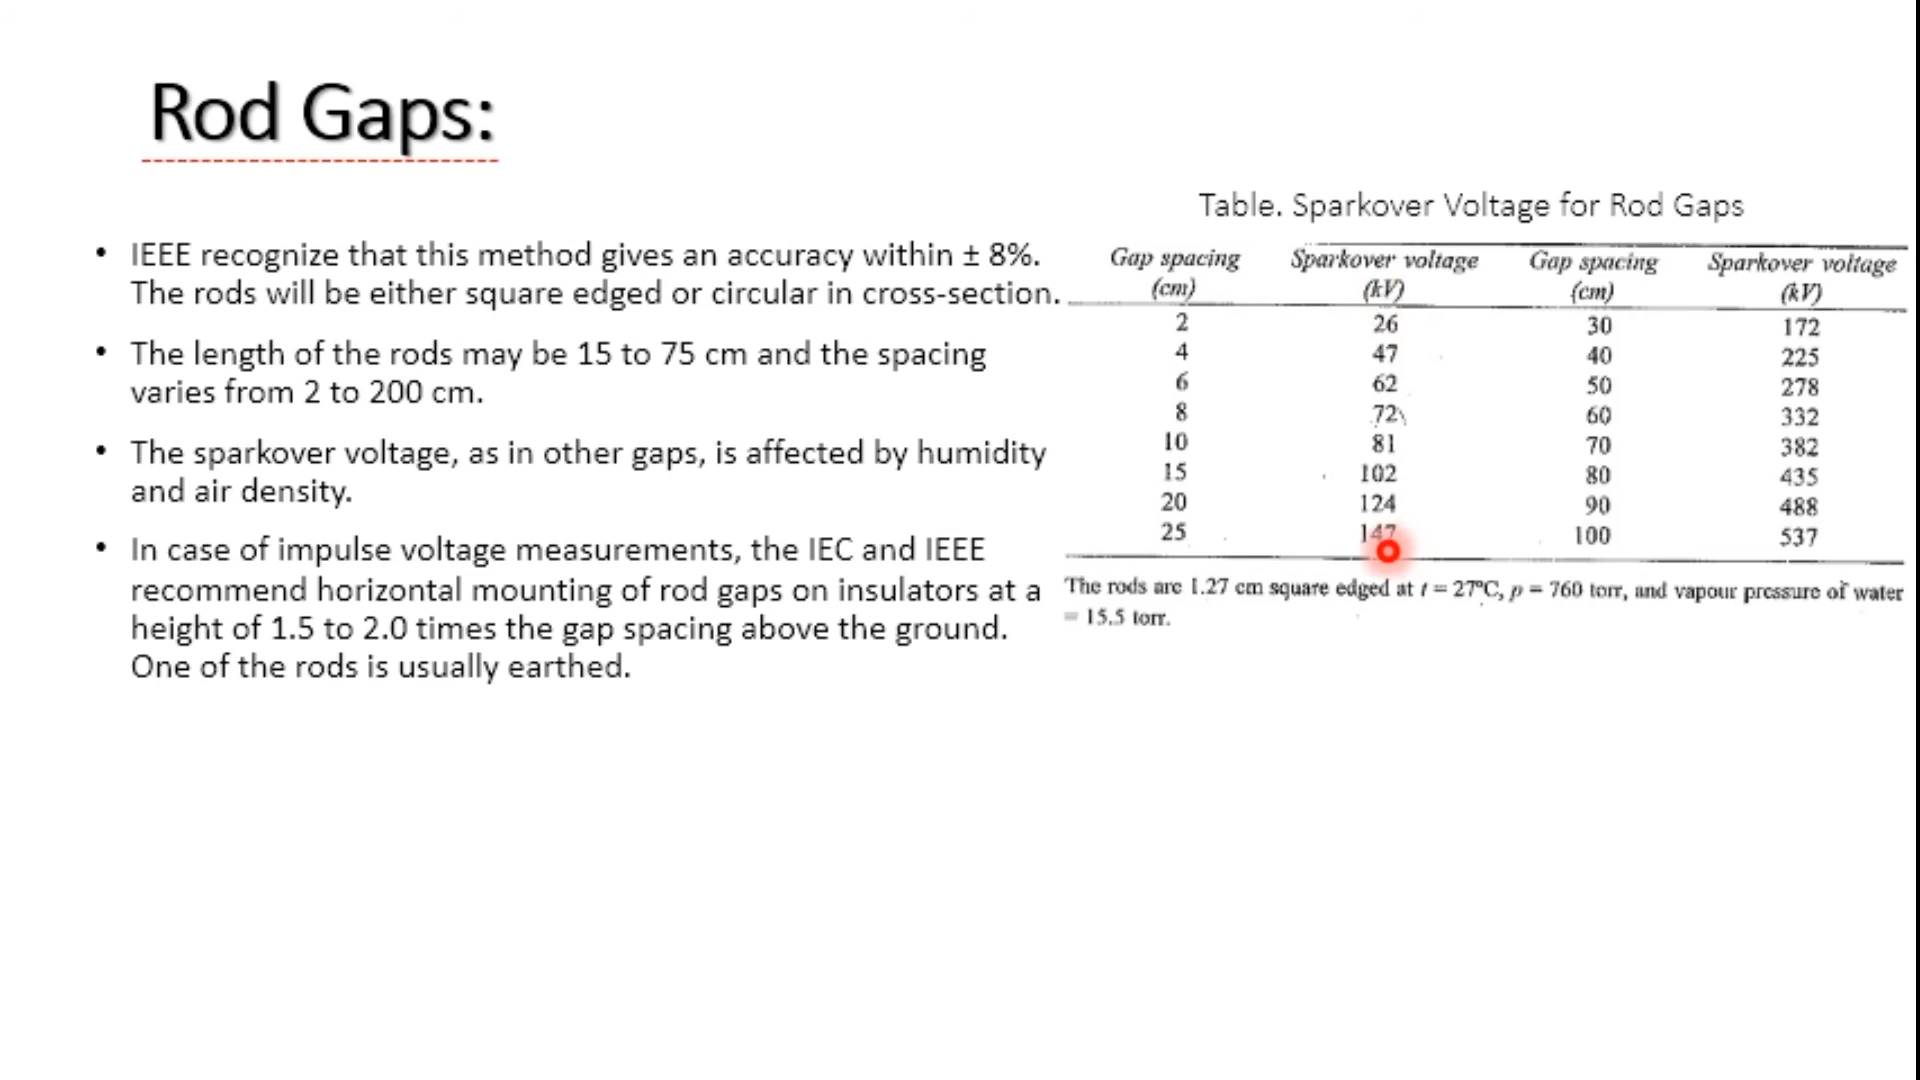 Rod Gaps:
• IEEE recognize that this method gives an accuracy within ± 8%.
The rods will be either square edged or circular in cross-section.
• The length of the rods may be 15 to 75 cm and the spacing
varies from 2 to 200 cm.
• The sparkover voltage, as in other gaps, is affected by humidity
and air density.
• In case of impulse voltage measurements, the IEC and IEEE
recommend horizontal mounting of rod gaps on insulators at a
height of 1.5 to 2.0 times the gap spacing above the ground.
One of the rods is usually earthed.
Table. Sparkover Voltage for Rod Gaps
Gap spacing Sparkover voltage Gap spacing Sparkover voltage
(cm) (kV) (cm) (kV)
2 26 30 172
4 47 40 225
6 62 50 278
8 72 60 332
10 81 70 382
15 102 80 435
20 124 90 488
25 147 100 537
The rods are 1.27 cm square edged at t = 27°C, p = 760 torr, and vapour pressure of water
= 15.5 torr.